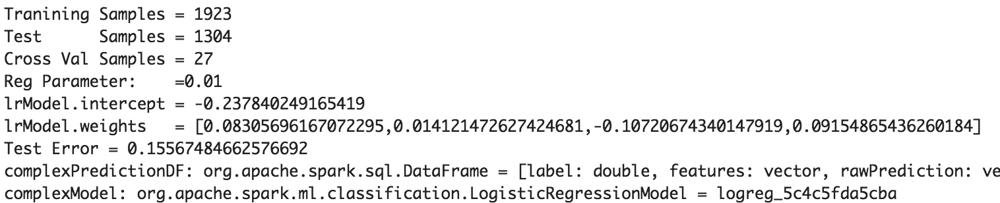 Tranining Samples = 1923
Test      Samples = 1304
Cross Val Samples = 27
Reg Parameter:    =0.01
lrModel.intercept = -0.237840249165419
lrModel.weights   = [0.08305696167072295,0.014121472627424681,-0.10720674340147919,0.09154865436260184]
Test Error = 0.15567484662576692
complexPredictionDF: org.apache.spark.sql.DataFrame = [label: double, features: vector, rawPrediction: ve
complexModel: org.apache.spark.ml.classification.LogisticRegressionModel = logreg_5c4c5fda5cba